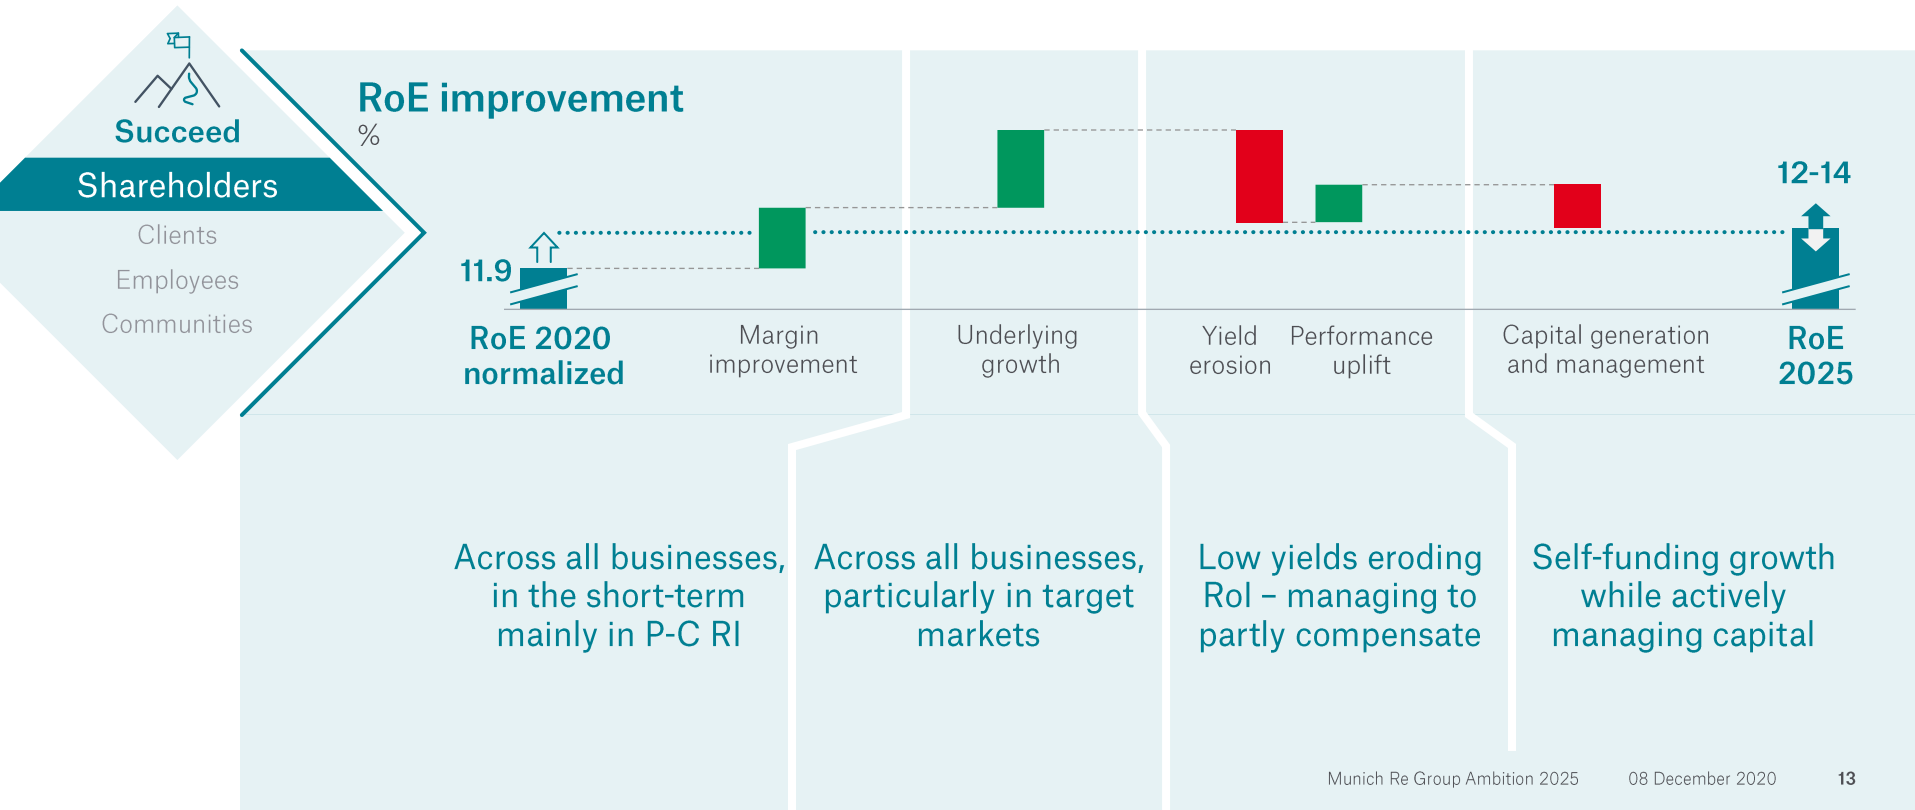 Succeed
Shareholders
Clients
Employees
Communities
RoE improvement
%
11.9
12-14
RoE 2020
normalized
Margin
improvement
Underlying
growth
Yield
erosion
Performance
uplift
Capital generation
and management
RoE
2025
Across all businesses,
in the short-term
mainly in P-C RI
Across all businesses,
particularly in target
markets
Low yields eroding
RoI – managing to
partly compensate
Self-funding growth
while actively
managing capital
Munich Re Group Ambition 2025 08 December 2020 13